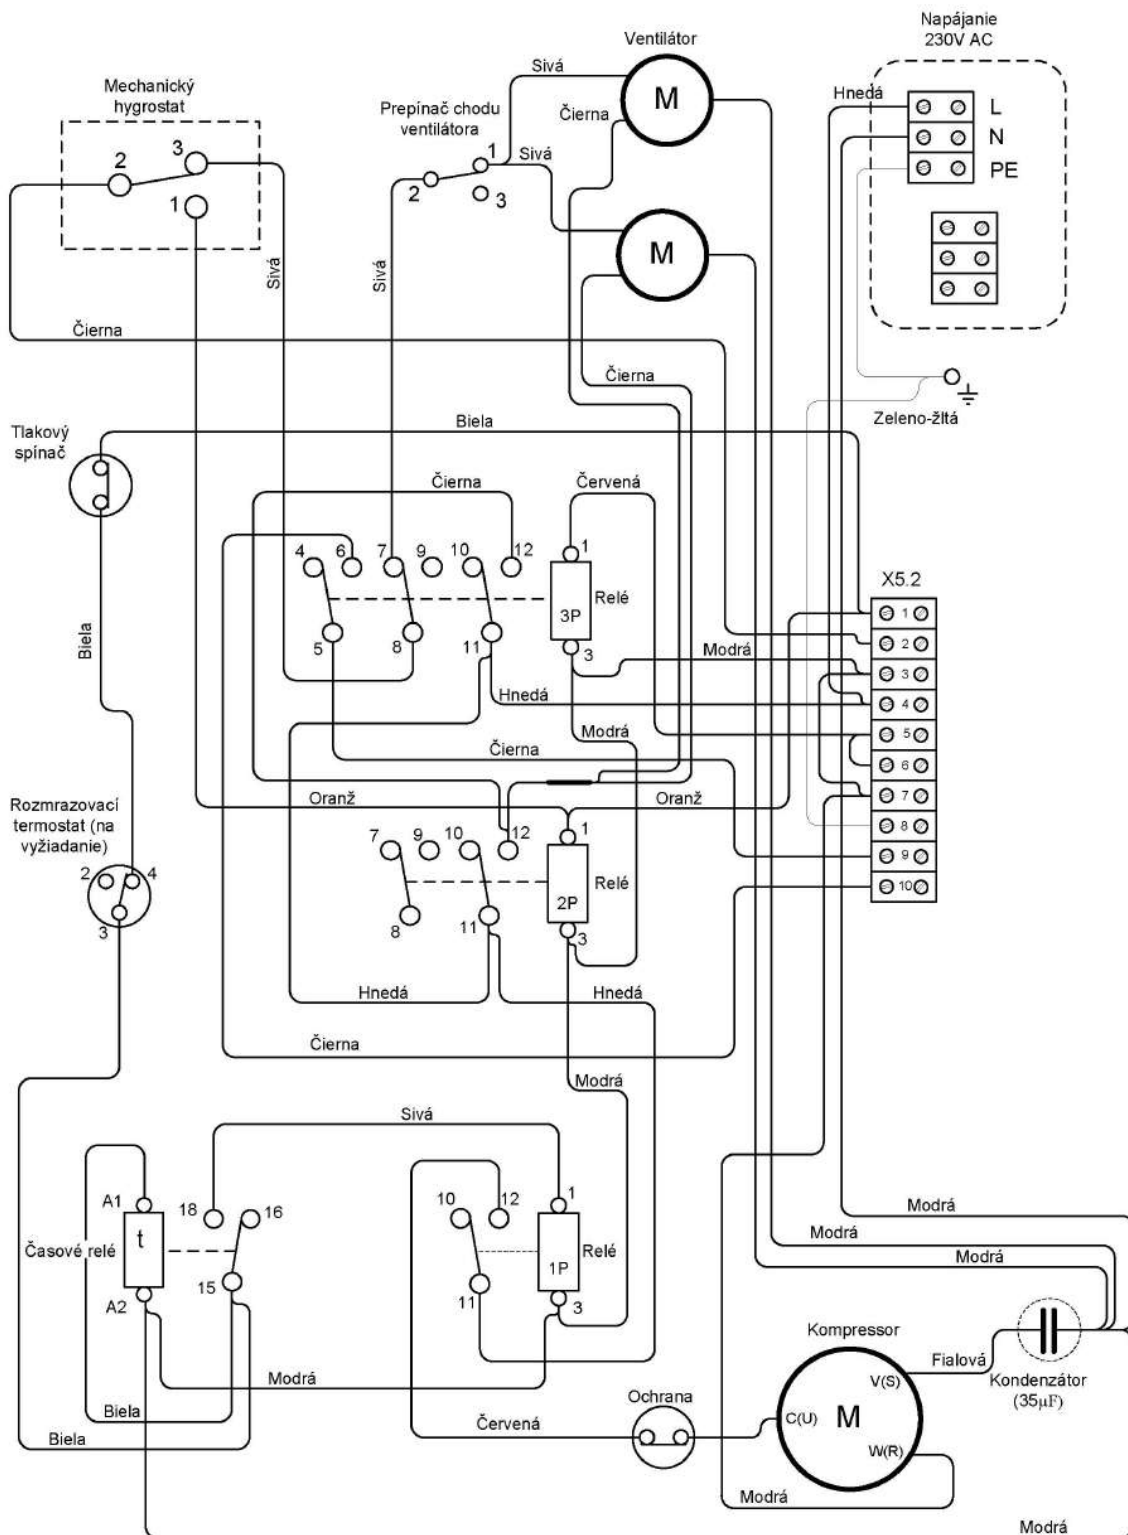 Napájanie
230V AC
Ventilátor
Mechanický
hygrostat
Sivá
Prepínač chodu
ventilátora
Čierna
M
Hnedá
L
N
PE
3
2
1
1
Sivá
2
3
M
Sivá
Sivá
Čierna
Čierna
Zeleno-žltá
Biela
Tlakový
spínač
Čierna
Červená
4
6
7
9
10
12
1
X5.2
Relé
3P
1
2
3
4
5
6
7
8
9
10
5
8
11
3
Modrá
Biela
Hnedá
Modrá
Čierna
Rozmrazovací
termostat (na
vyžiadanie)
Oranž
Oranž
7
9
10
12
1
2
4
3
Relé
2P
8
11
3
Hnedá
Hnedá
Čierna
Modrá
Sivá
A1
18
16
10
12
1
t
Časové relé
Relé
1P
15
A2
11
3
Modrá
Modrá
Modrá
Kompressor
Fialová
Kondenzátor
(35µF)
V(S)
Modrá
Ochrana
Biela
Červená
C(U)
M
W(R)
Biela
Modrá
Modrá